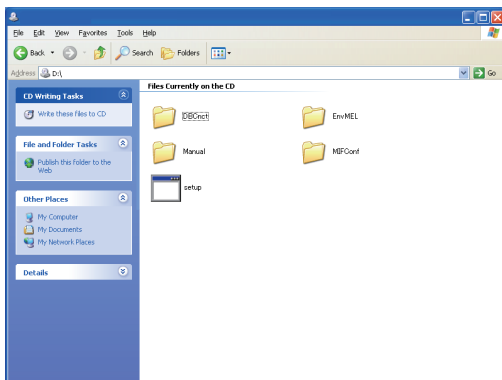 File Edit View Favorites Tools Help
Back Search Folders
Address D:\ Go
Files Currently on the CD
CD Writing Tasks
Write these files to CD
File and Folder Tasks
Publish this folder to the
Web
Other Places
My Computer
My Documents
My Network Places
Details
DBCnct
EnvMEL
Manual
MIFConf
setup